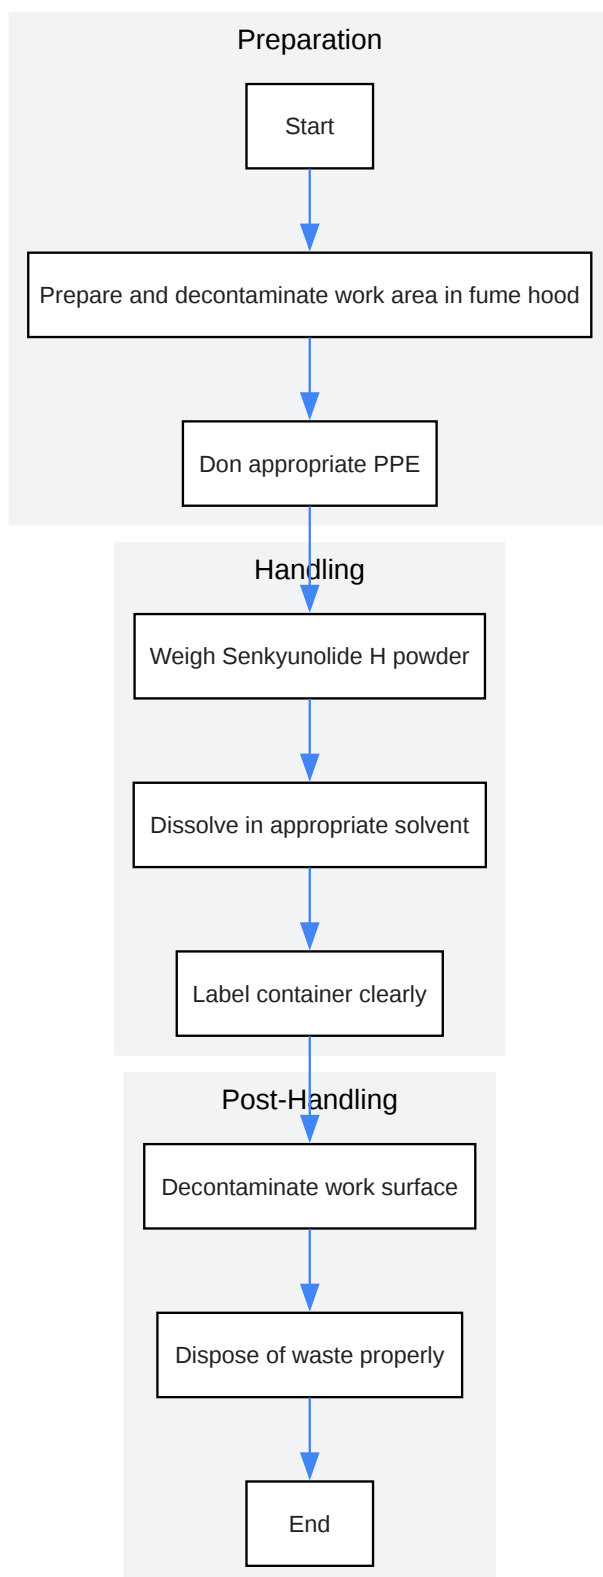 Preparation
Start
Prepare and decontaminate work area in fume hood
Don appropriate PPE
Handling
Weigh Senkyunolide H powder
Dissolve in appropriate solvent
Label container clearly
Post-Handling
Decontaminate work surface
Dispose of waste properly
End